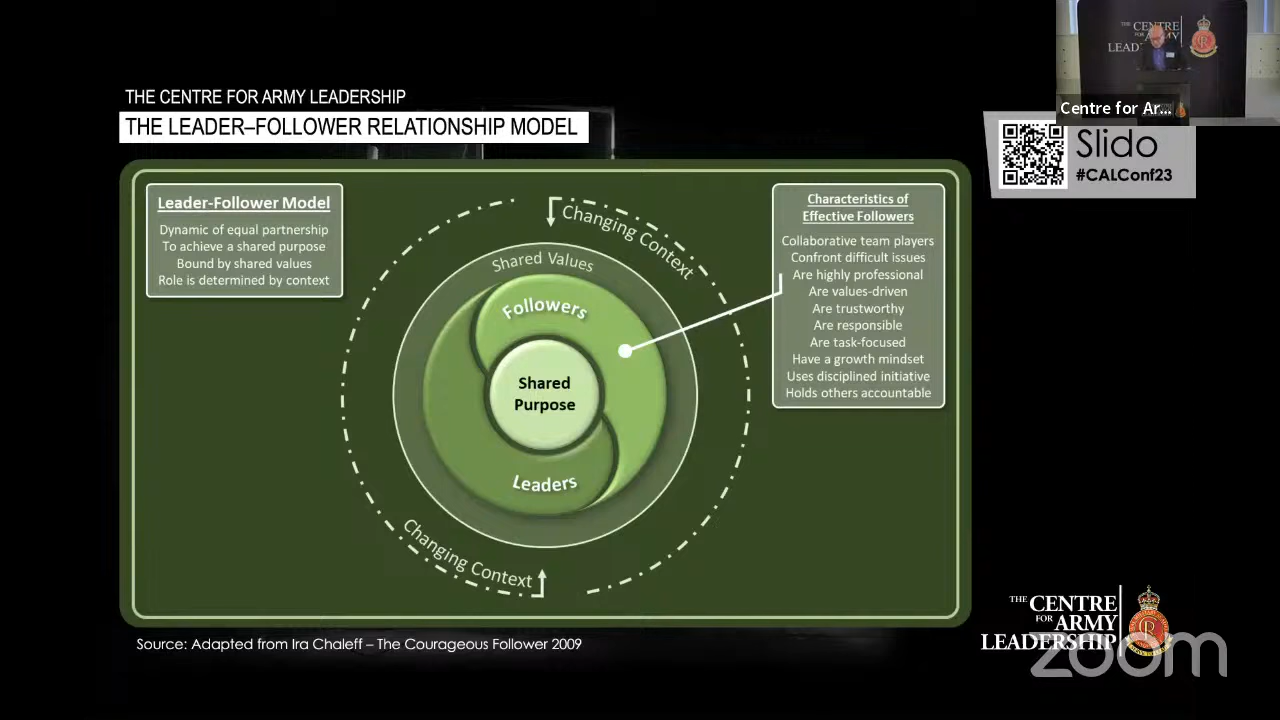 THE CENTRE FOR ARMY LEADERSHIP
THE LEADER–FOLLOWER RELATIONSHIP MODEL
Leader-Follower Model
Dynamic of equal partnership
To achieve a shared purpose
Bound by shared values
Role is determined by context
Changing Context
Shared Values
Followers
Shared
Purpose
Leaders
Changing Context
Characteristics of
Effective Followers
Collaborative team players
Confront difficult issues
Are highly professional
Are values-driven
Are trustworthy
Are responsible
Are task-focused
Have a growth mindset
Uses disciplined initiative
Holds others accountable
Source: Adapted from Ira Chaleff – The Courageous Follower 2009
THE CENTRE
FOR ARMY
LEADERSHIP
zoom
Centre for Ar...
Slido
#CALConf23
THE CENTRE